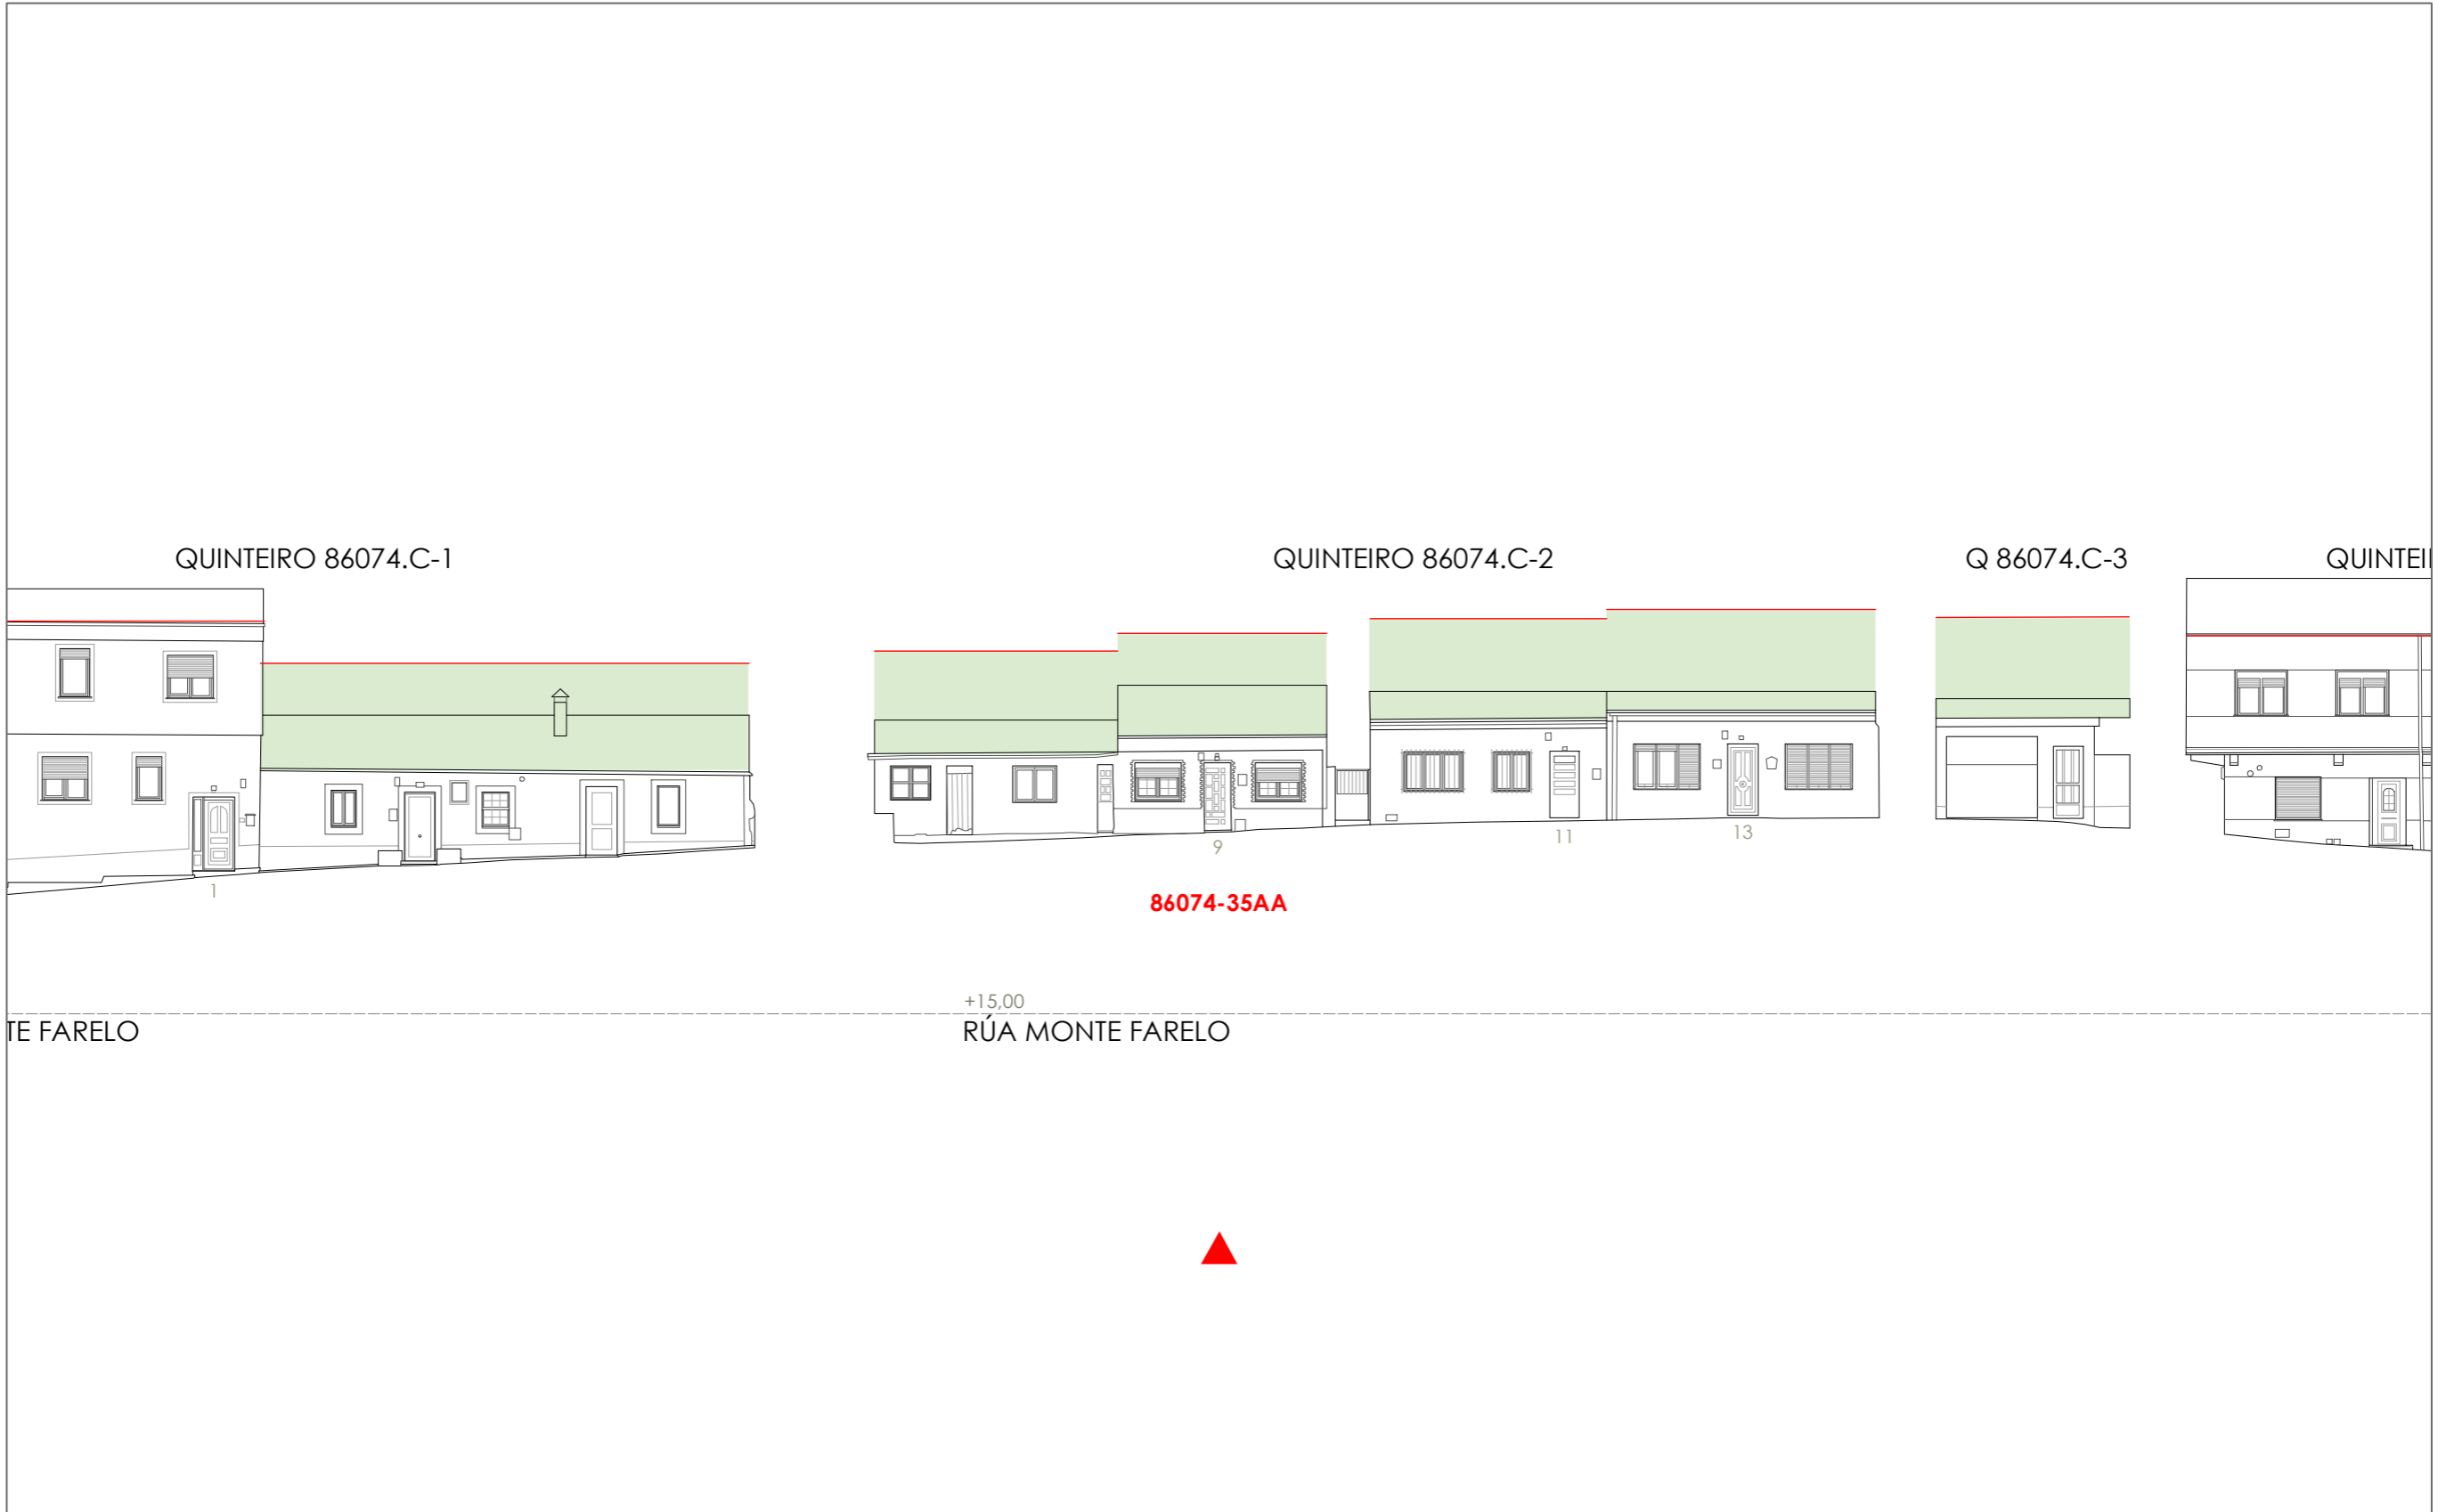 QUINTEIRO 86074.C-1
QUINTEIRO 86074.C-2
Q 86074.C-3
QUINTEI
1
9
11
13
86074-35AA
+15,00
TE FARELO
RÚA MONTE FARELO